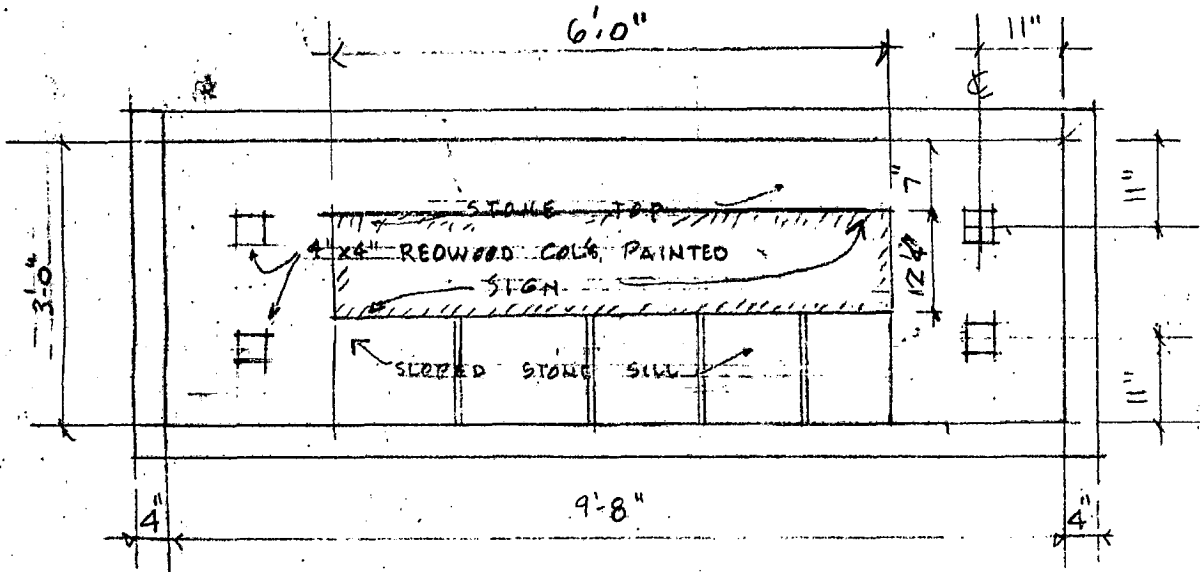 6'-0"
11"
℄
7"
11"
STONE TOP
4"x4" REDWOOD COL'S, PAINTED
3'-0"
SIGN
SLOPED STONE SILL
11"
9'-8"
4"
4"